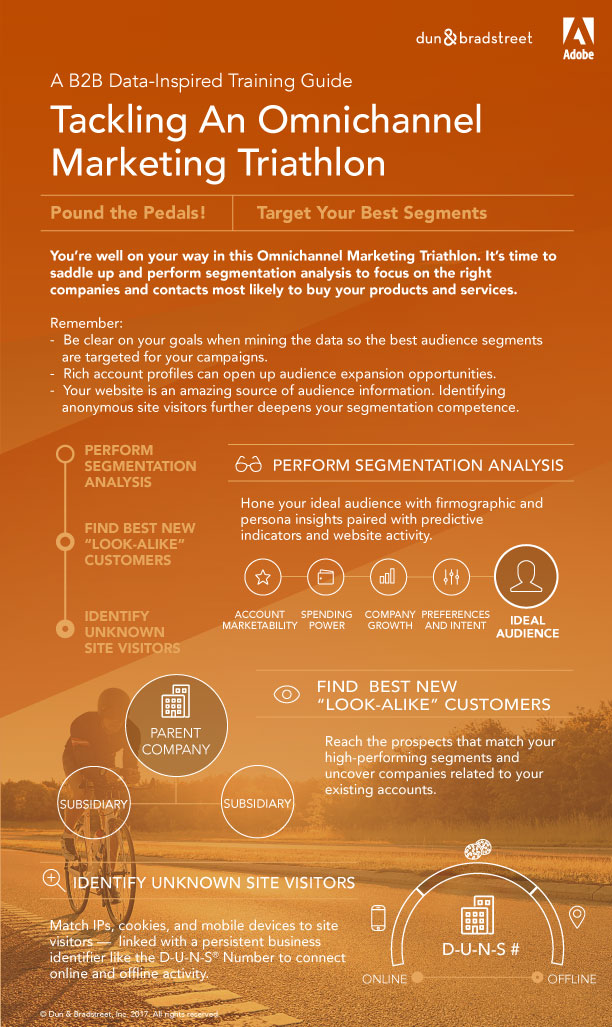 dun&bradstreet
Adobe
A B2B Data-Inspired Training Guide
Tackling An Omnichannel
Marketing Triathlon
Pound the Pedals!
Target Your Best Segments
You're well on your way in this Omnichannel Marketing Triathlon. It's time to
saddle up and perform segmentation analysis to focus on the right
companies and contacts most likely to buy your products and services.
Remember:
- Be clear on your goals when mining the data so the best audience segments
are targeted for your campaigns.
- Rich account profiles can open up audience expansion opportunities.
- Your website is an amazing source of audience information. Identifying
anonymous site visitors further deepens your segmentation competence.
PERFORM
SEGMENTATION
ANALYSIS
FIND BEST NEW
"LOOK-ALIKE"
CUSTOMERS
IDENTIFY
UNKNOWN
SITE VISITORS
PERFORM SEGMENTATION ANALYSIS
Hone your ideal audience with firmographic and
persona insights paired with predictive
indicators and website activity.
ACCOUNT
MARKETABILITY
SPENDING
POWER
COMPANY
GROWTH
PREFERENCES
AND INTENT
IDEAL
AUDIENCE
FIND BEST NEW
"LOOK-ALIKE" CUSTOMERS
Reach the prospects that match your
high-performing segments and
uncover companies related to your
existing accounts.
PARENT
COMPANY
SUBSIDIARY
SUBSIDIARY
IDENTIFY UNKNOWN SITE VISITORS
Match IPs, cookies, and mobile devices to site
visitors — linked with a persistent business
identifier like the D-U-N-S® Number to connect
online and offline activity.
D-U-N-S #
ONLINE
OFFLINE
© Dun & Bradstreet, Inc. 2017. All rights reserved.